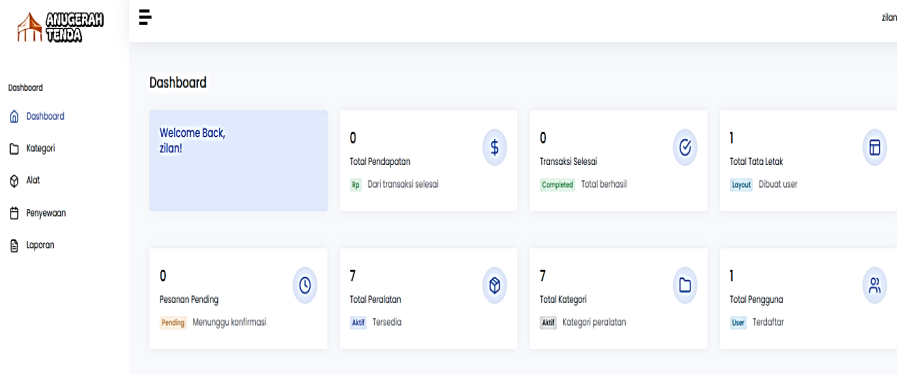 ANUGERAH
TENDA
zilan
Dashboard
Dashboard
Kategori
Alat
Penyewaan
Laporan
Dashboard
Welcome Back,
zilan!
0
Total Pendapatan
Rp Dari transaksi selesai
0
Transaksi Selesai
Completed Total berhasil
1
Total Tata Letak
Layout Dibuat user
0
Pesanan Pending
Pending Menunggu konfirmasi
7
Total Peralatan
Aktif Tersedia
7
Total Kategori
Aktif Kategori peralatan
1
Total Pengguna
User Terdaftar